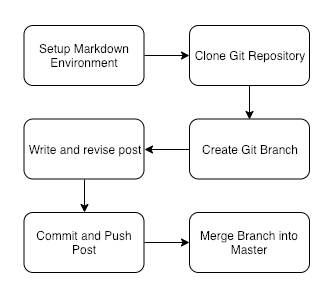 Setup Markdown
Environment
Clone Git Repository
Create Git Branch
Write and revise post
Commit and Push
Post
Merge Branch into
Master